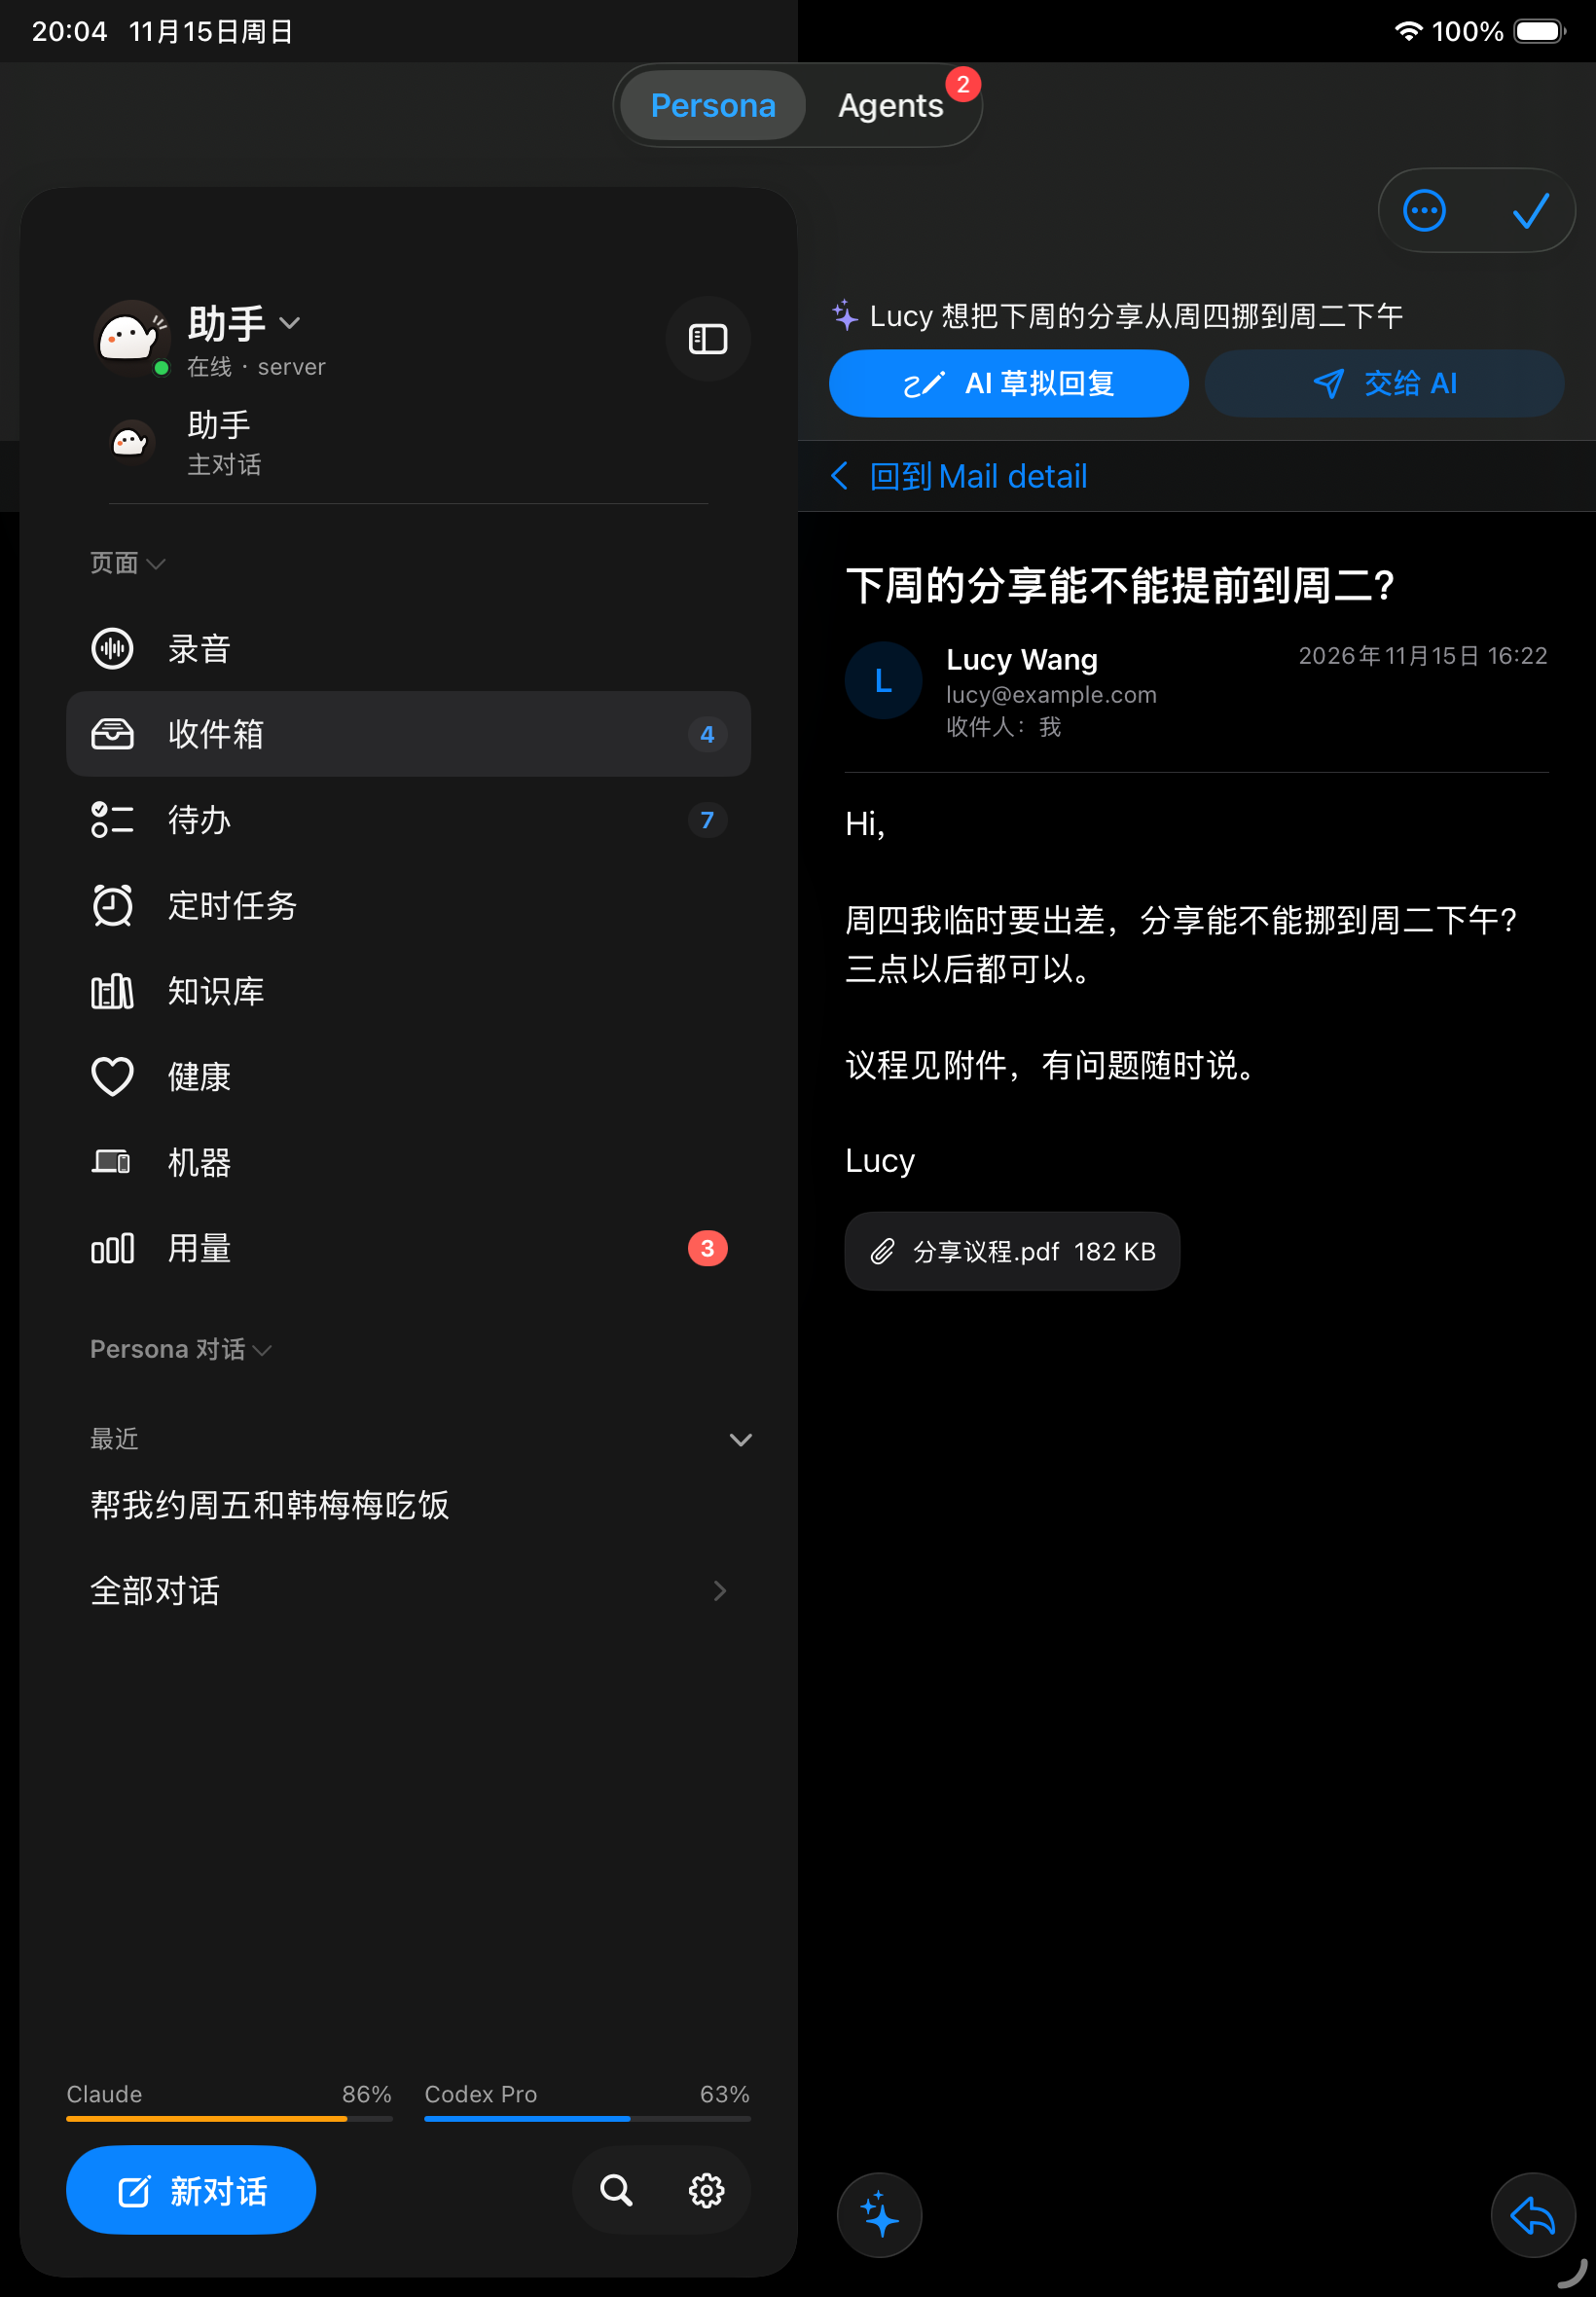 20:04 11月15日周日
100%
Persona
Agents
2
助手
在线 · server
助手
主对话
页面
录音
收件箱
4
待办
7
定时任务
知识库
健康
机器
用量
3
Persona 对话
最近
帮我约周五和韩梅梅吃饭
全部对话
Claude 86%
Codex Pro 63%
新对话
Lucy 想把下周的分享从周四挪到周二下午
AI 草拟回复
交给 AI
回到 Mail detail
下周的分享能不能提前到周二?
L
Lucy Wang
2026年11月15日 16:22
lucy@example.com
收件人：我
Hi,
周四我临时要出差，分享能不能挪到周二下午?
三点以后都可以。
议程见附件，有问题随时说。
Lucy
分享议程.pdf 182 KB